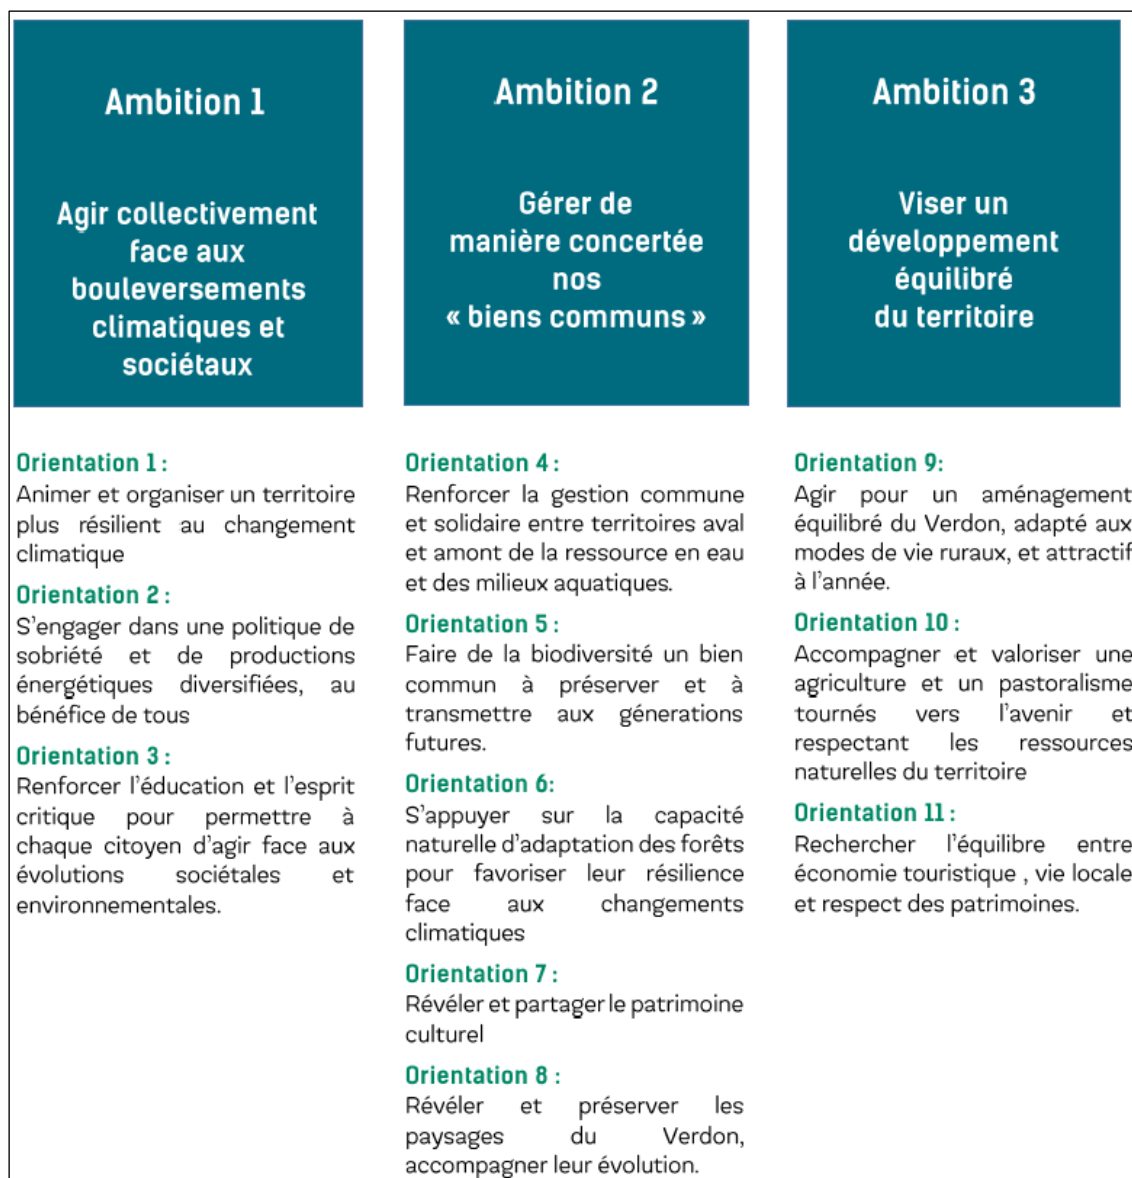 Ambition 1
Agir collectivement
face aux
bouleversements
climatiques et
sociétaux
Orientation 1 :
Animer et organiser un territoire
plus résilient au changement
climatique
Orientation 2 :
S’engager dans une politique de
sobriété et de productions
énergétiques diversifiées, au
bénéfice de tous
Orientation 3 :
Renforcer l’éducation et l’esprit
critique pour permettre à
chaque citoyen d’agir face aux
évolutions sociétales et
environnementales.
Ambition 2
Gérer de
manière concertée
nos
« biens communs »
Orientation 4 :
Renforcer la gestion commune
et solidaire entre territoires aval
et amont de la ressource en eau
et des milieux aquatiques.
Orientation 5 :
Faire de la biodiversité un bien
commun à préserver et à
transmettre aux génerations
futures.
Orientation 6:
S’appuyer sur la capacité
naturelle d’adaptation des forêts
pour favoriser leur résilience
face aux changements
climatiques
Orientation 7 :
Révéler et partager le patrimoine
culturel
Orientation 8 :
Révéler et préserver les
paysages du Verdon,
accompagner leur évolution.
Ambition 3
Viser un
développement
équilibré
du territoire
Orientation 9:
Agir pour un aménagement
équilibré du Verdon, adapté aux
modes de vie ruraux, et attractif
à l’année.
Orientation 10 :
Accompagner et valoriser une
agriculture et un pastoralisme
tournés vers l’avenir et
respectant les ressources
naturelles du territoire
Orientation 11 :
Rechercher l’équilibre entre
économie touristique , vie locale
et respect des patrimoines.